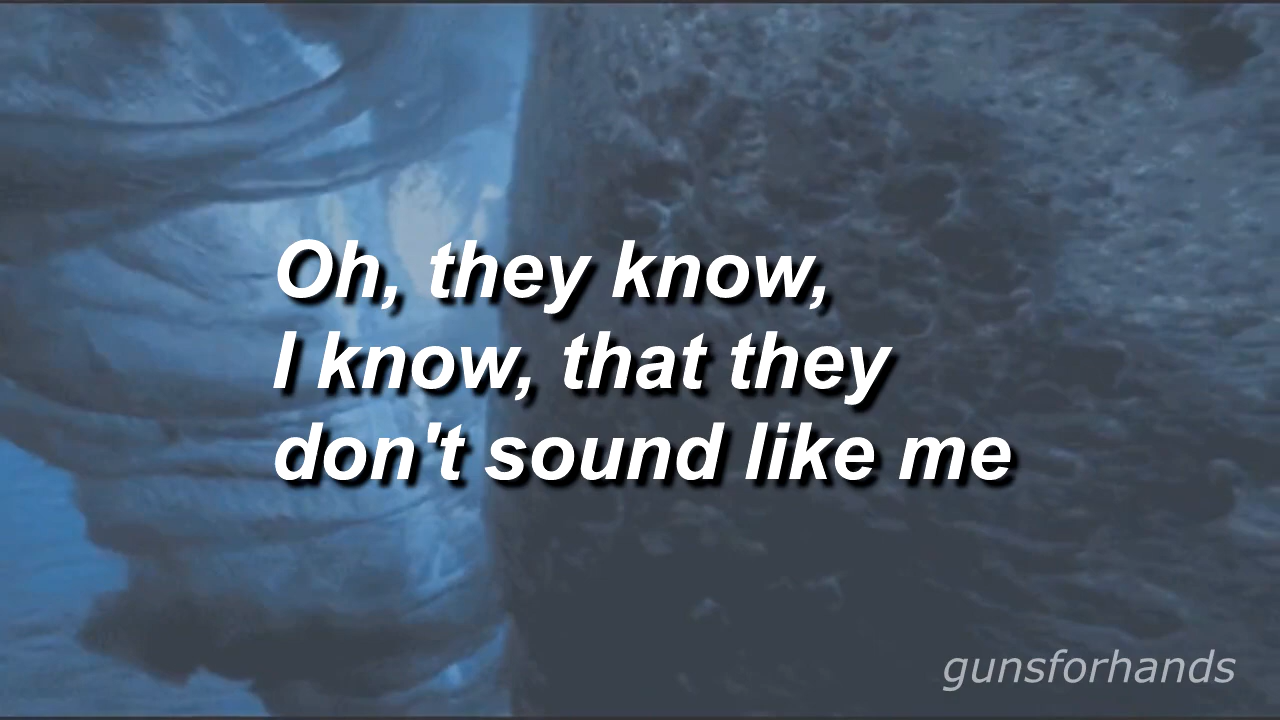 Oh, they know,
I know, that they
don't sound like me
gunsforhands